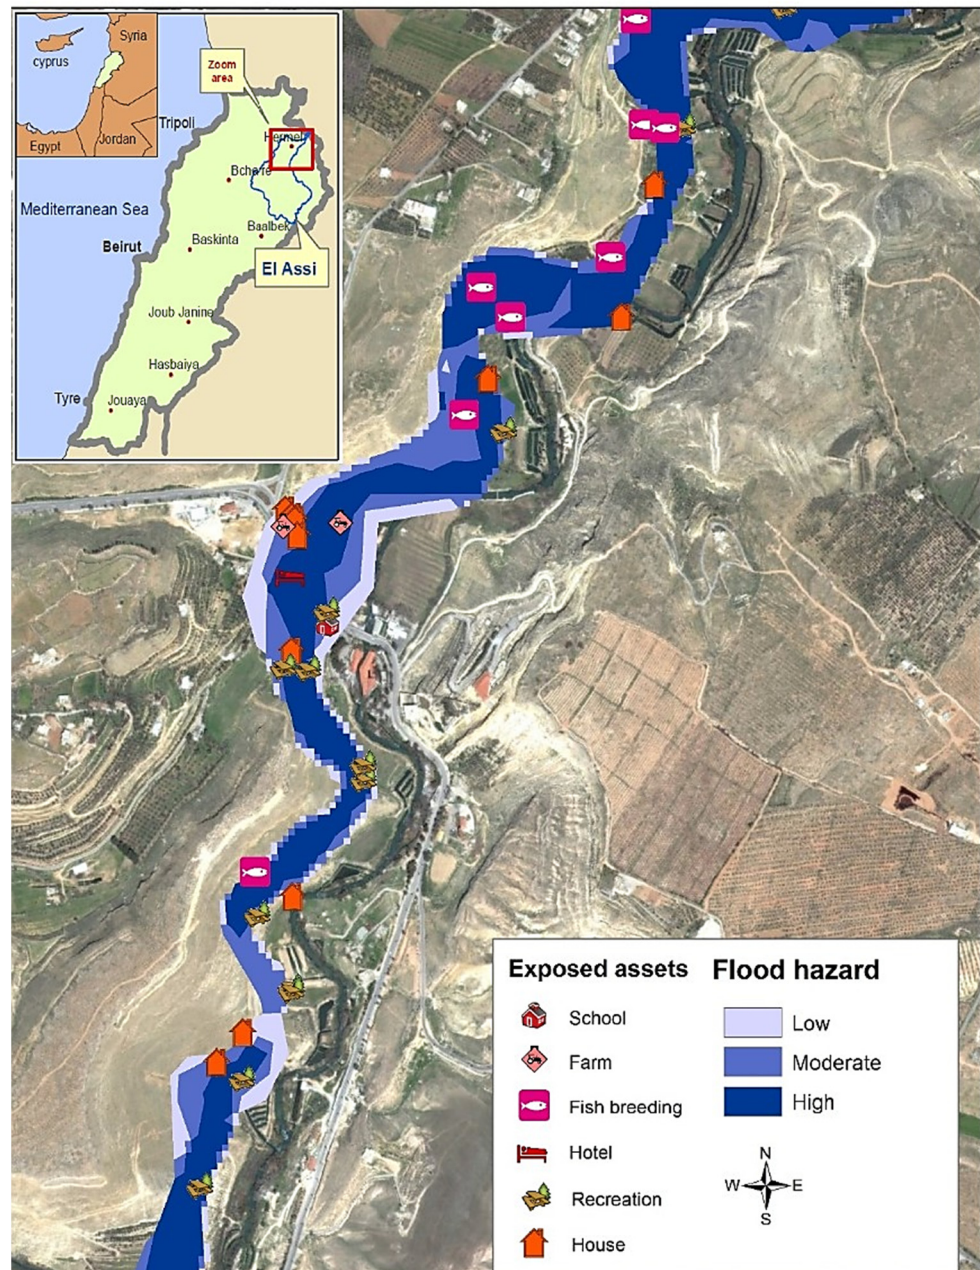 Syria
cyprus
Jordan
Egypt
Zoom
area
Tripoli
Hermel
Bcharre
Mediterranean Sea
Baalbek
Baskinta
Beirut
El Assi
Joub Janine
Hasbaiya
Tyre
Jouaya
Exposed assets
School
Farm
Fish breeding
Hotel
Recreation
House
Flood hazard
Low
Moderate
High
N
W
E
S